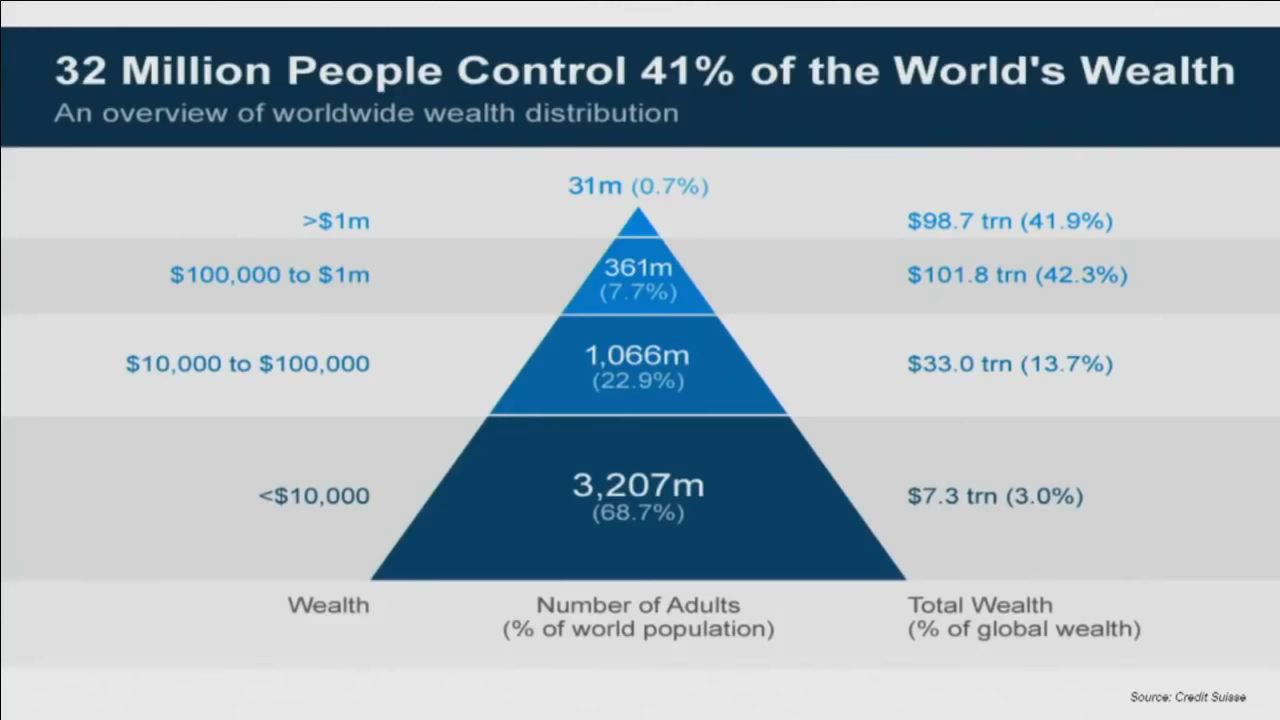 32 Million People Control 41% of the World's Wealth
An overview of worldwide wealth distribution
31m (0.7%)
>$1m
$98.7 trn (41.9%)
$100,000 to $1m
361m
(7.7%)
$101.8 trn (42.3%)
$10,000 to $100,000
1,066m
(22.9%)
$33.0 trn (13.7%)
<$10,000
3,207m
(68.7%)
$7.3 trn (3.0%)
Wealth
Number of Adults
(% of world population)
Total Wealth
(% of global wealth)
Source: Credit Suisse